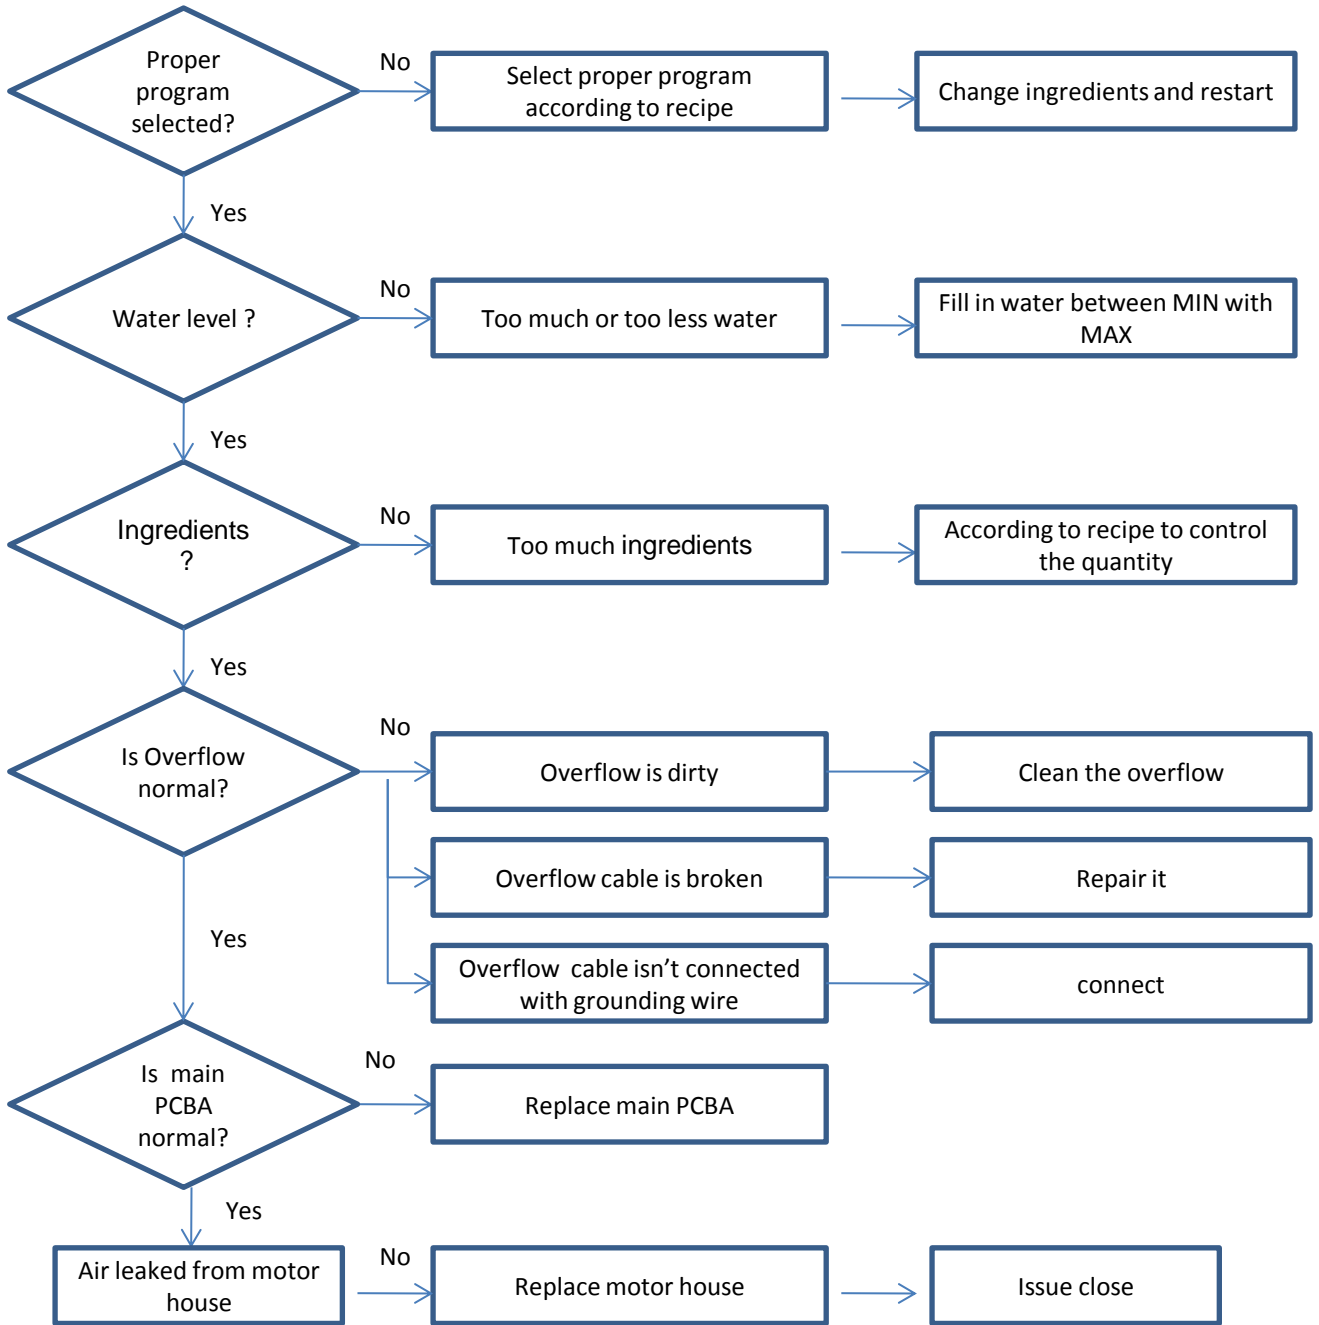 Proper
program
selected?
No
Select proper program
according to recipe
Change ingredients and restart
Yes
Water level ?
No
Too much or too less water
Fill in water between MIN with
MAX
Yes
Ingredients
?
No
Too much ingredients
According to recipe to control
the quantity
Yes
Is Overflow
normal?
No
Overflow is dirty
Clean the overflow
Overflow cable is broken
Repair it
Yes
Overflow cable isn't connected
with grounding wire
connect
Is main
PCBA
normal?
No
Replace main PCBA
Yes
Air leaked from motor
house
No
Replace motor house
Issue close